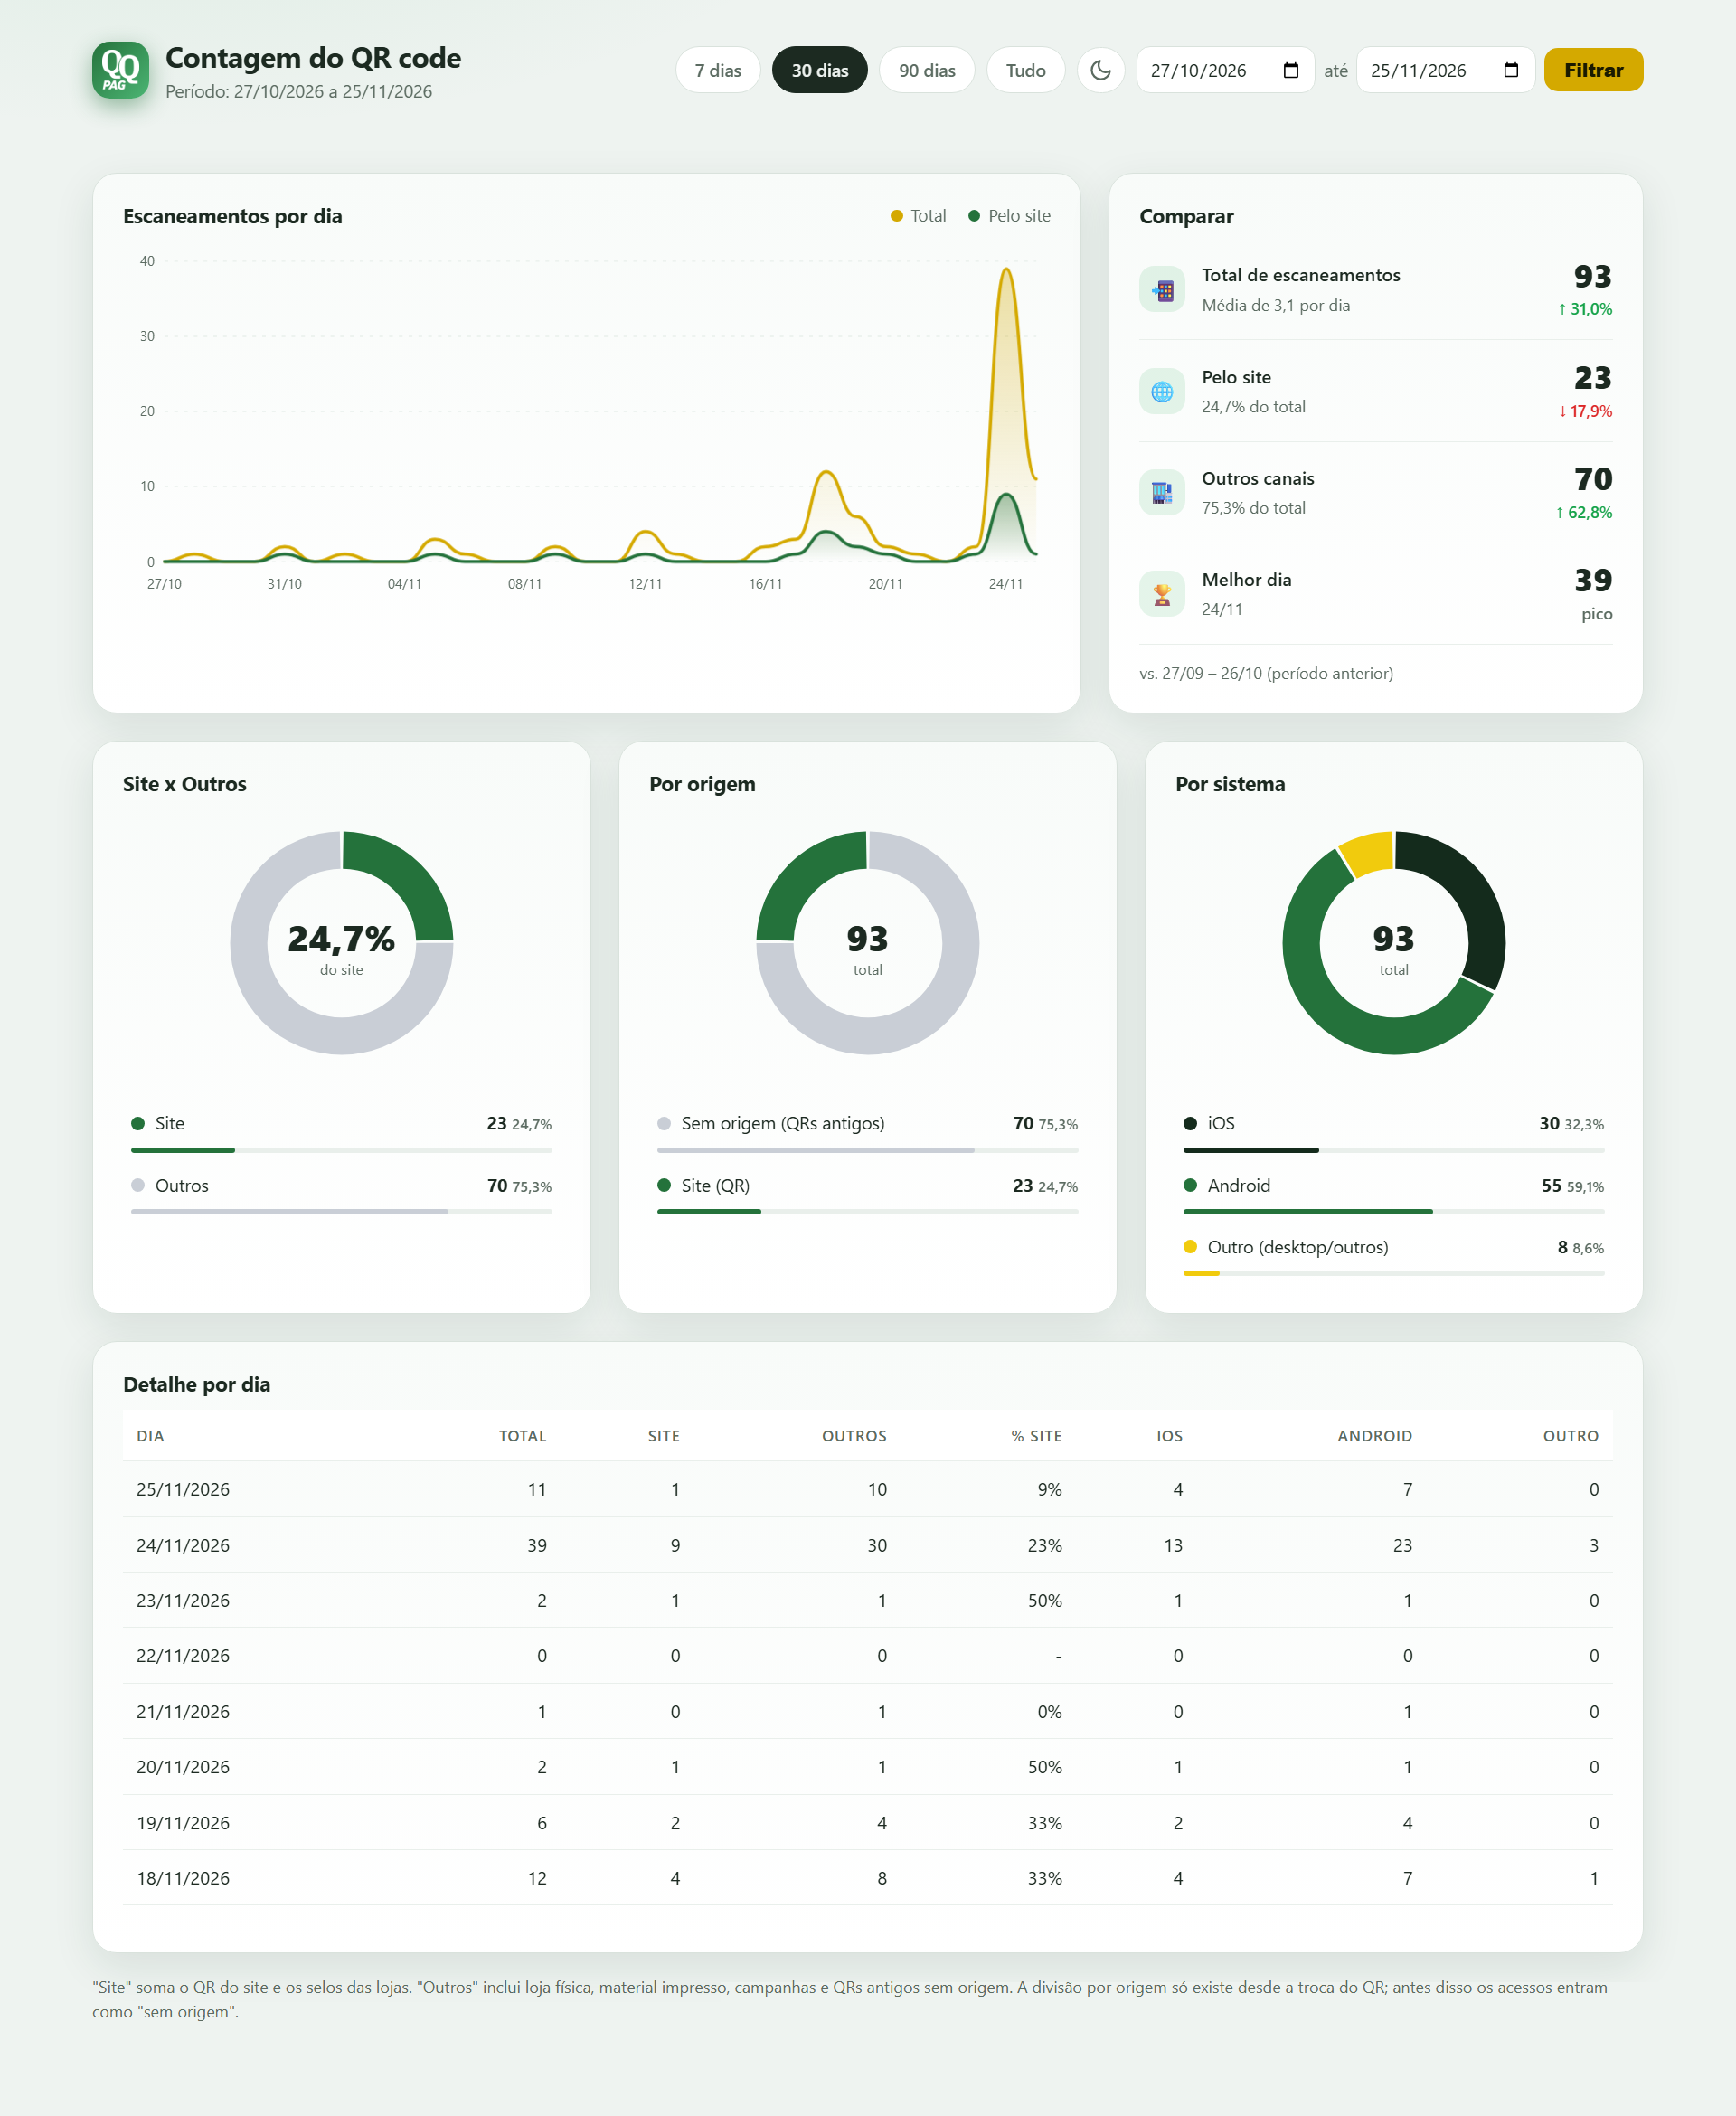 QQ
PAG
Contagem do QR code
Período: 27/10/2026 a 25/11/2026
7 dias
30 dias
90 dias
Tudo
27/10/2026
até
25/11/2026
Filtrar
Escaneamentos por dia
Total
Pelo site
40
30
20
10
0
27/10
31/10
04/11
08/11
12/11
16/11
20/11
24/11
Comparar
Total de escaneamentos
93
Média de 3,1 por dia
↑ 31,0%
Pelo site
23
24,7% do total
↓ 17,9%
Outros canais
70
75,3% do total
↑ 62,8%
Melhor dia
39
24/11
pico
vs. 27/09 – 26/10 (período anterior)
Site x Outros
24,7%
do site
Site
23 24,7%
Outros
70 75,3%
Por origem
93
total
Sem origem (QRs antigos)
70 75,3%
Site (QR)
23 24,7%
Por sistema
93
total
iOS
30 32,3%
Android
55 59,1%
Outro (desktop/outros)
8 8,6%
Detalhe por dia
DIA TOTAL SITE OUTROS % SITE IOS ANDROID OUTRO
25/11/2026 11 1 10 9% 4 7 0
24/11/2026 39 9 30 23% 13 23 3
23/11/2026 2 1 1 50% 1 1 0
22/11/2026 0 0 0 - 0 0 0
21/11/2026 1 0 1 0% 0 1 0
20/11/2026 2 1 1 50% 1 1 0
19/11/2026 6 2 4 33% 2 4 0
18/11/2026 12 4 8 33% 4 7 1
"Site" soma o QR do site e os selos das lojas. "Outros" inclui loja física, material impresso, campanhas e QRs antigos sem origem. A divisão por origem só existe desde a troca do QR; antes disso os acessos entram
como "sem origem".